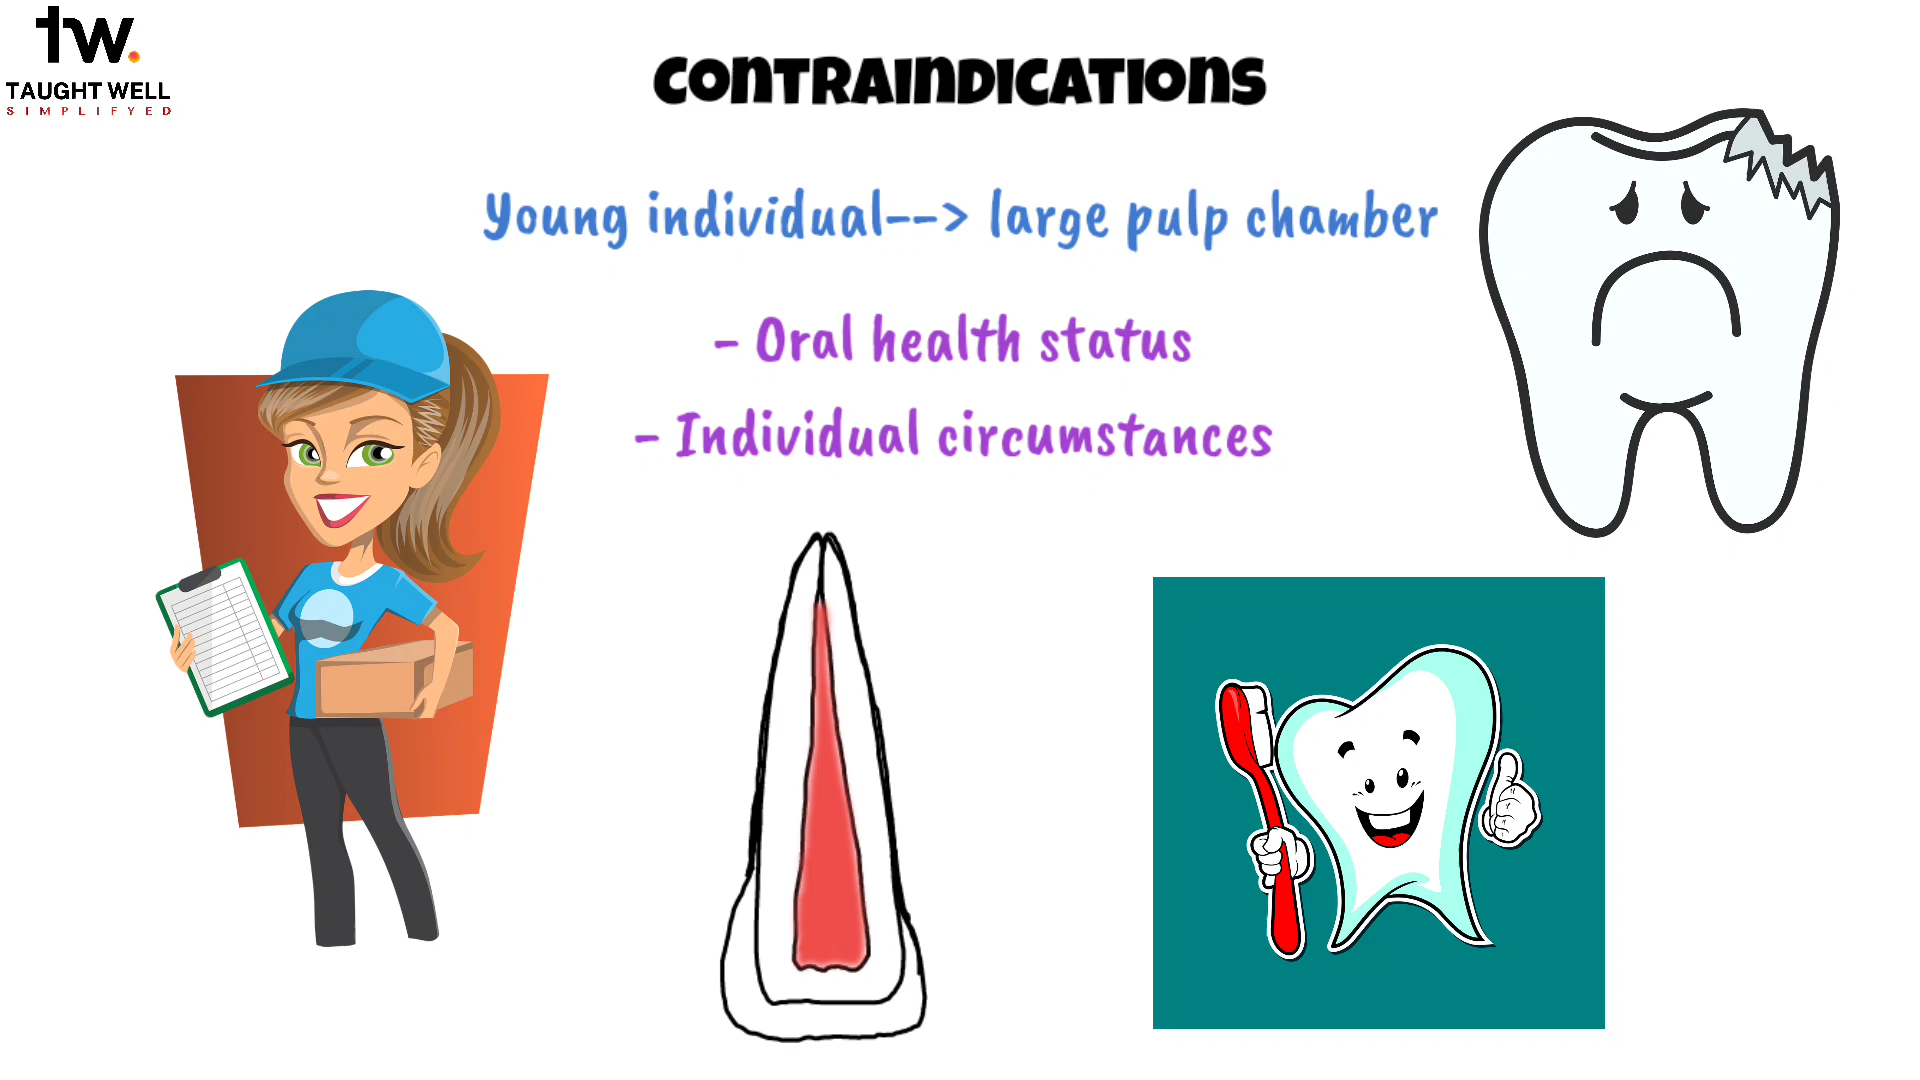 tw.
TAUGHT WELL
SIMPLIFYED
CONTRAINDICATIONS
Young individual--> large pulp chamber
- Oral health status
- Individual circumstances